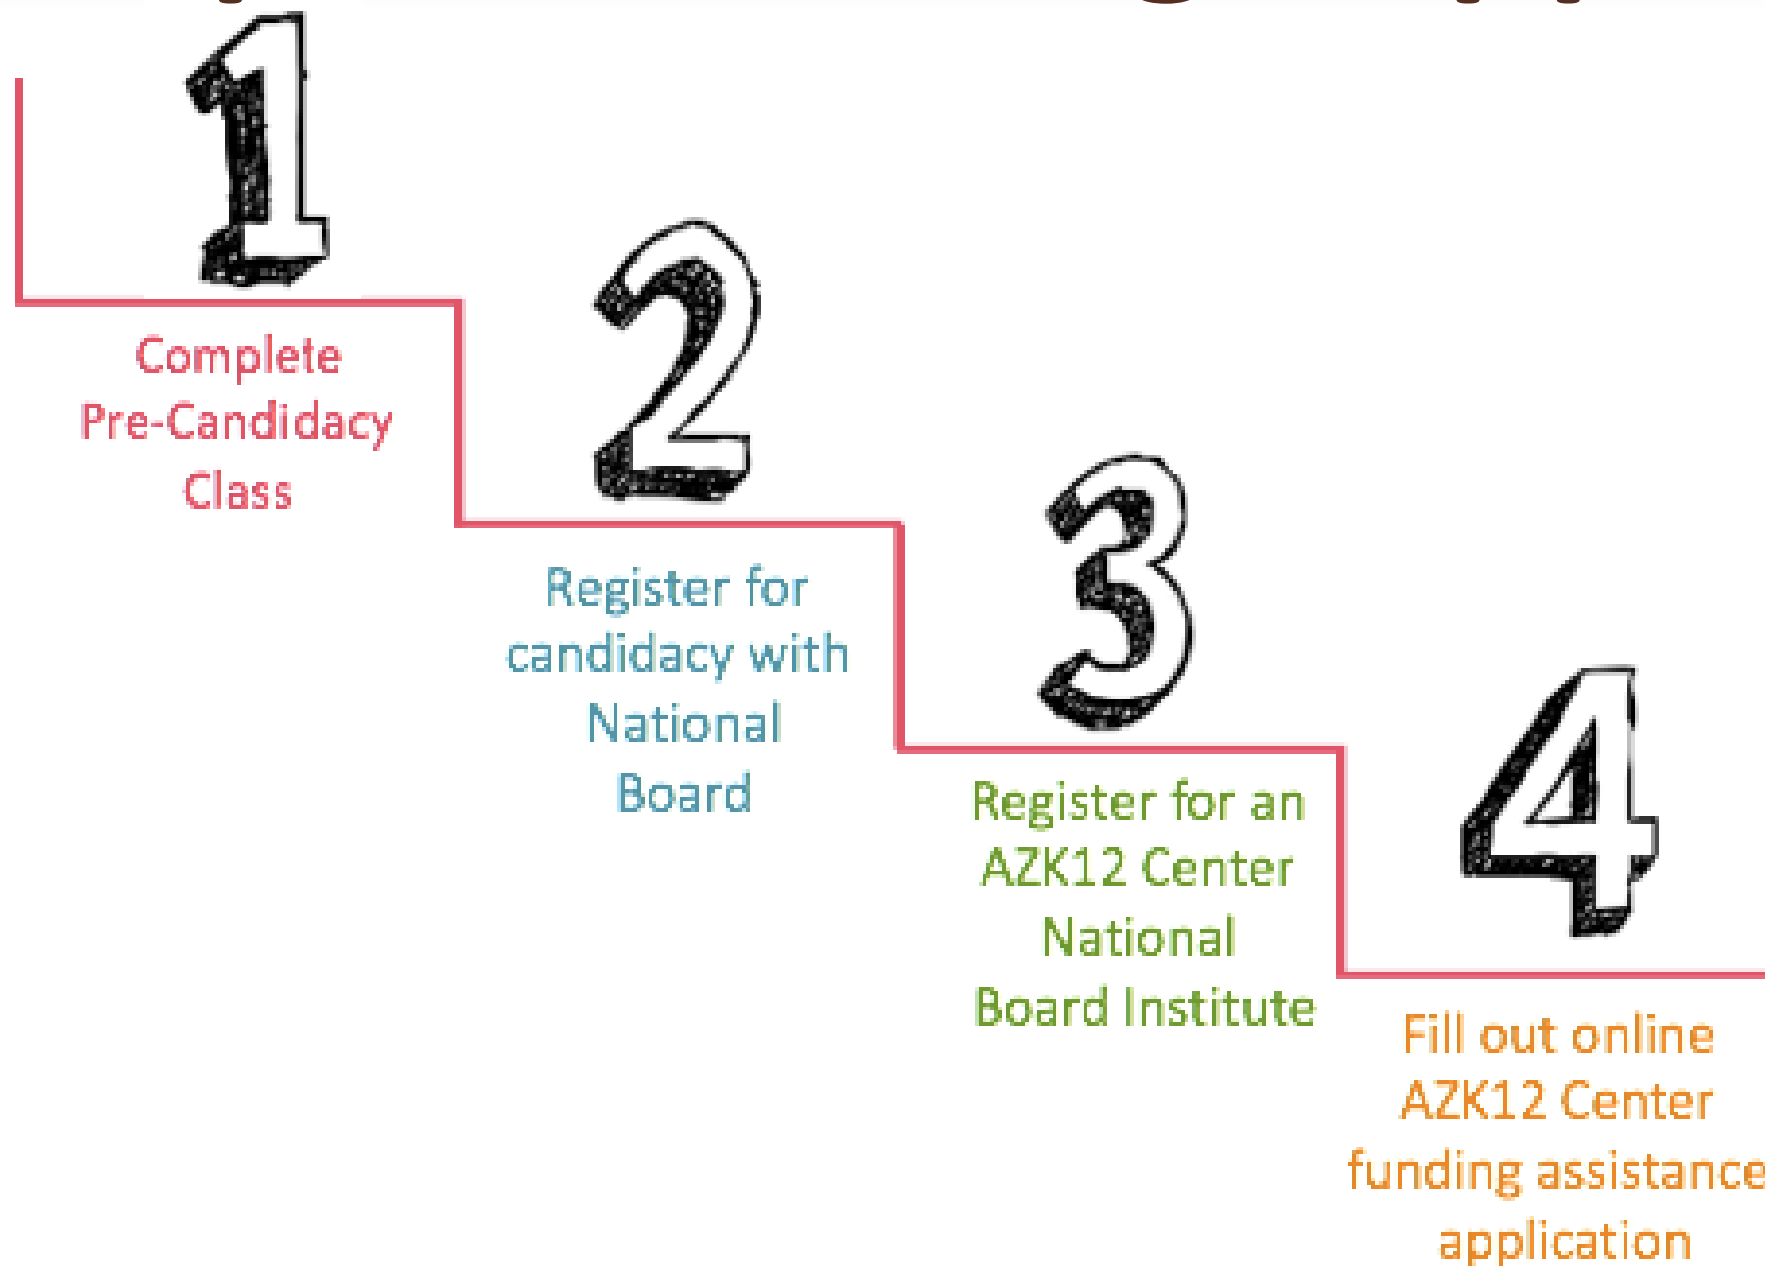 1
Complete
Pre-Candidacy
Class
2
Register for
candidacy with
National
Board
3
Register for an
AZK12 Center
National
Board Institute
4
Fill out online
AZK12 Center
funding assistance
application